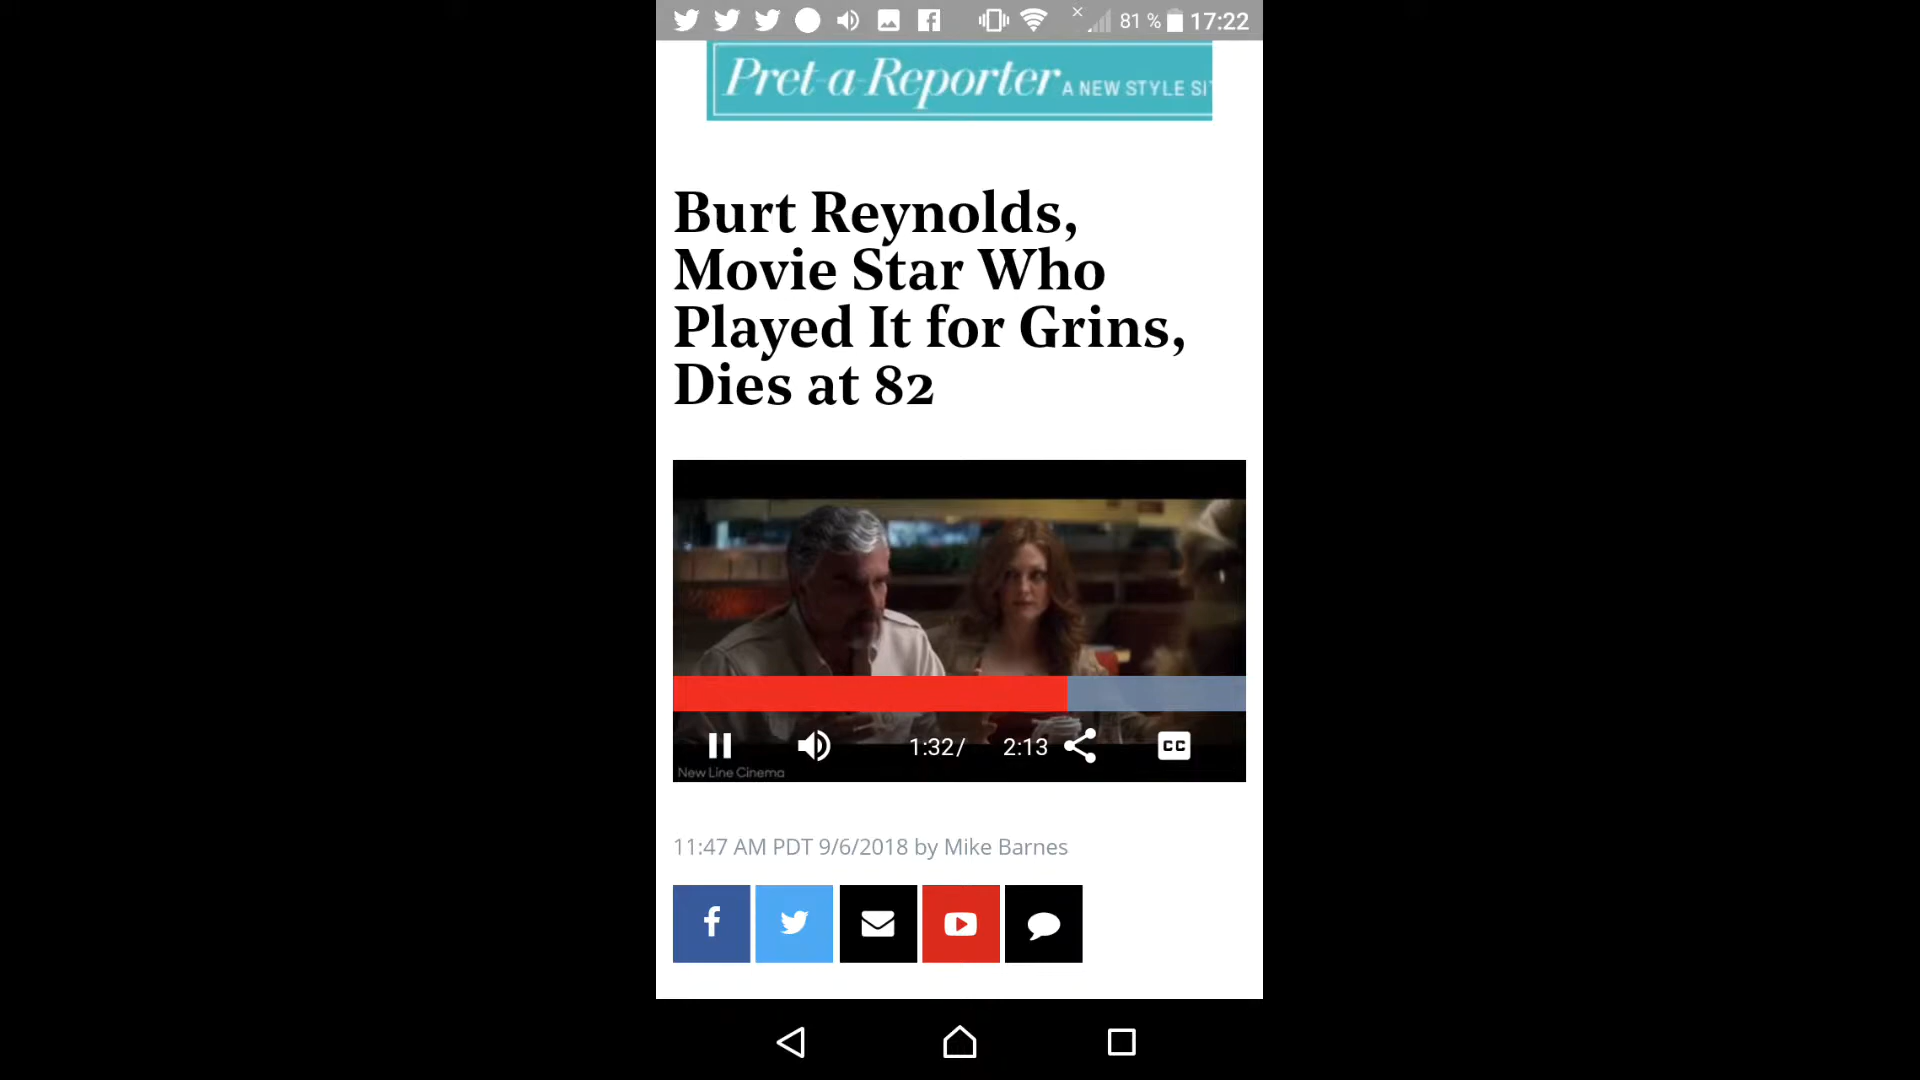 81 % 17:22
Pret-a-Reporter A NEW STYLE SI
Burt Reynolds,
Movie Star Who
Played It for Grins,
Dies at 82
1:32/ 2:13 CC
New Line Cinema
11:47 AM PDT 9/6/2018 by Mike Barnes